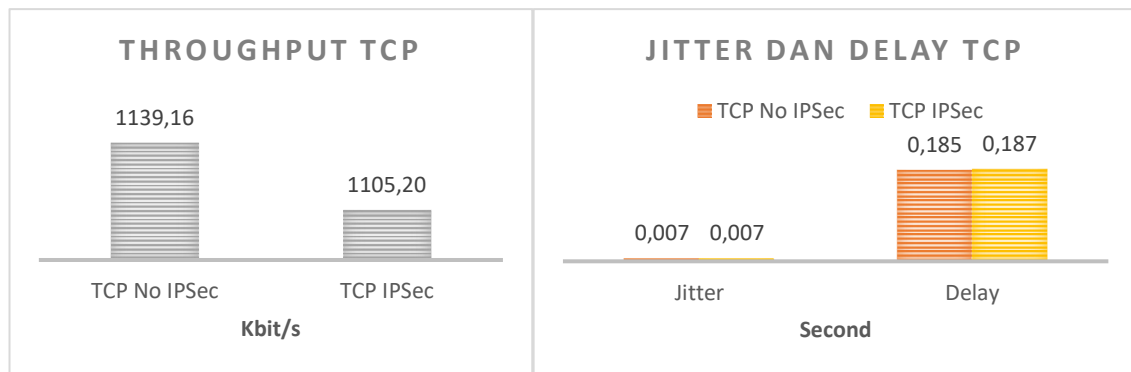 THROUGHPUT TCP
1139,16
1105,20
TCP No IPSec
TCP IPSec
Kbit/s
JITTER DAN DELAY TCP
TCP No IPSec TCP IPSec
0,185 0,187
0,007 0,007
Jitter Delay
Second